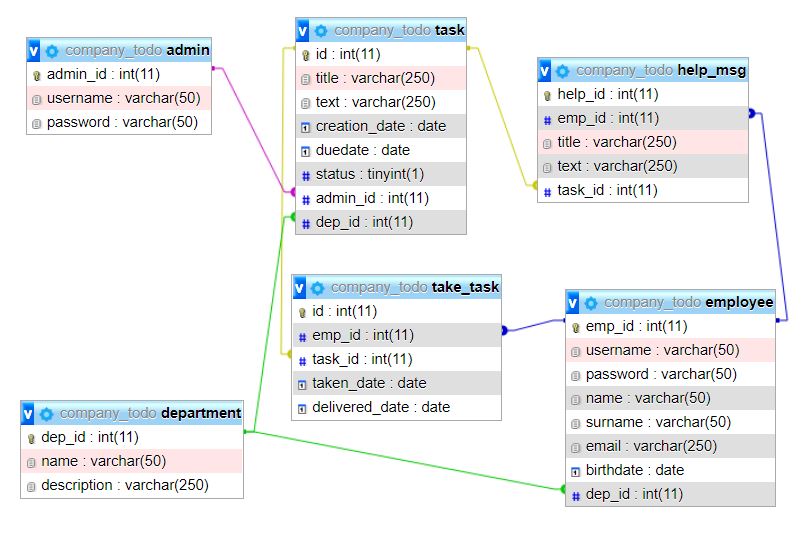 company_todo admin
admin_id : int(11)
username : varchar(50)
password : varchar(50)
company_todo task
id : int(11)
title : varchar(250)
text : varchar(250)
creation_date : date
duedate : date
status : tinyint(1)
admin_id : int(11)
dep_id : int(11)
company_todo help_msg
help_id : int(11)
emp_id : int(11)
title : varchar(250)
text : varchar(250)
task_id : int(11)
company_todo take_task
id : int(11)
emp_id : int(11)
task_id : int(11)
taken_date : date
delivered_date : date
company_todo employee
emp_id : int(11)
username : varchar(50)
password : varchar(50)
name : varchar(50)
surname : varchar(50)
email : varchar(250)
birthdate : date
dep_id : int(11)
company_todo department
dep_id : int(11)
name : varchar(50)
description : varchar(250)